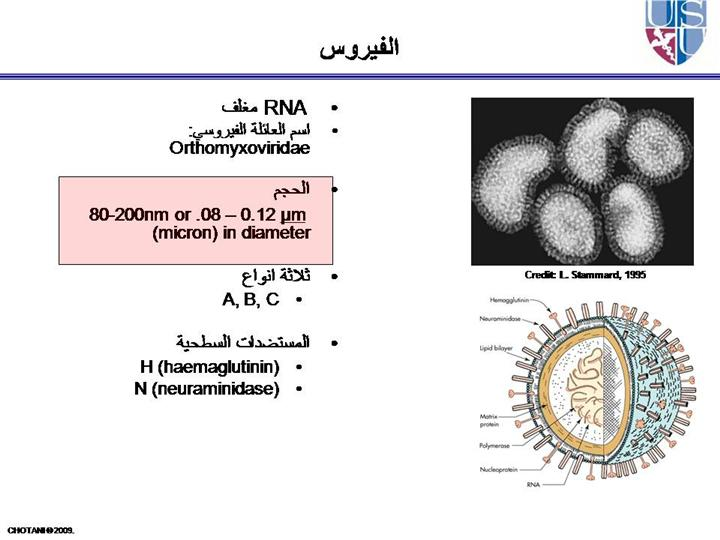 الفيروس
RNA مغلف
اسم العائلة الفيروسي:
Orthomyxoviridae
الحجم
80-200nm or .08 – 0.12 μm
(micron) in diameter
ثلاثة انواع
A, B, C
المستضدات السطحية
H (haemaglutinin)
N (neuraminidase)
Credit: L. Stammard, 1995
Hemagglutinin
Neuraminidase
Lipid bilayer
Matrix
protein
Polymerase
Nucleoprotein
RNA
CHOTANI©2009.